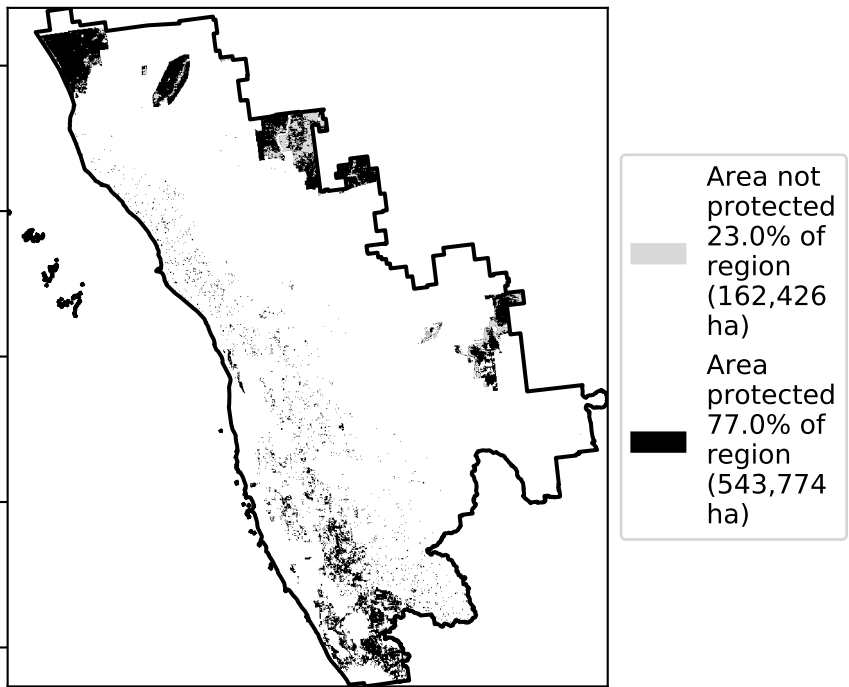 Area not
protected
23.0% of
region
(162,426
ha)
Area
protected
77.0% of
region
(543,774
ha)